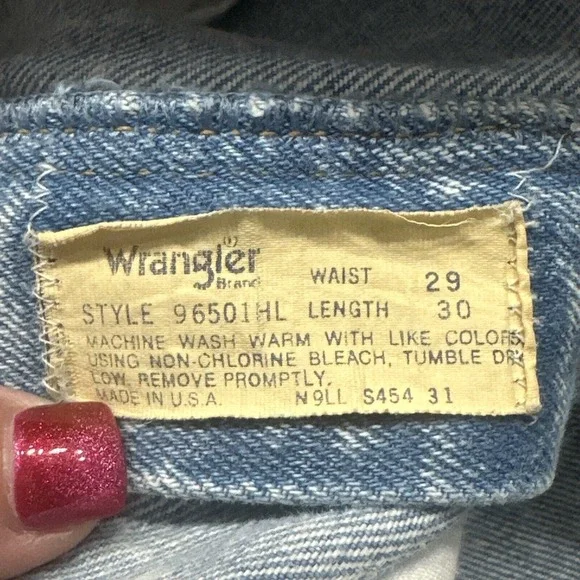 Wrangler
Brand
WAIST 29
STYLE 96501HL LENGTH 30
MACHINE WASH WARM WITH LIKE COLORS
USING NON-CHLORINE BLEACH, TUMBLE DRY
LOW, REMOVE PROMPTLY.
MADE IN U.S.A. N9LL S454 31